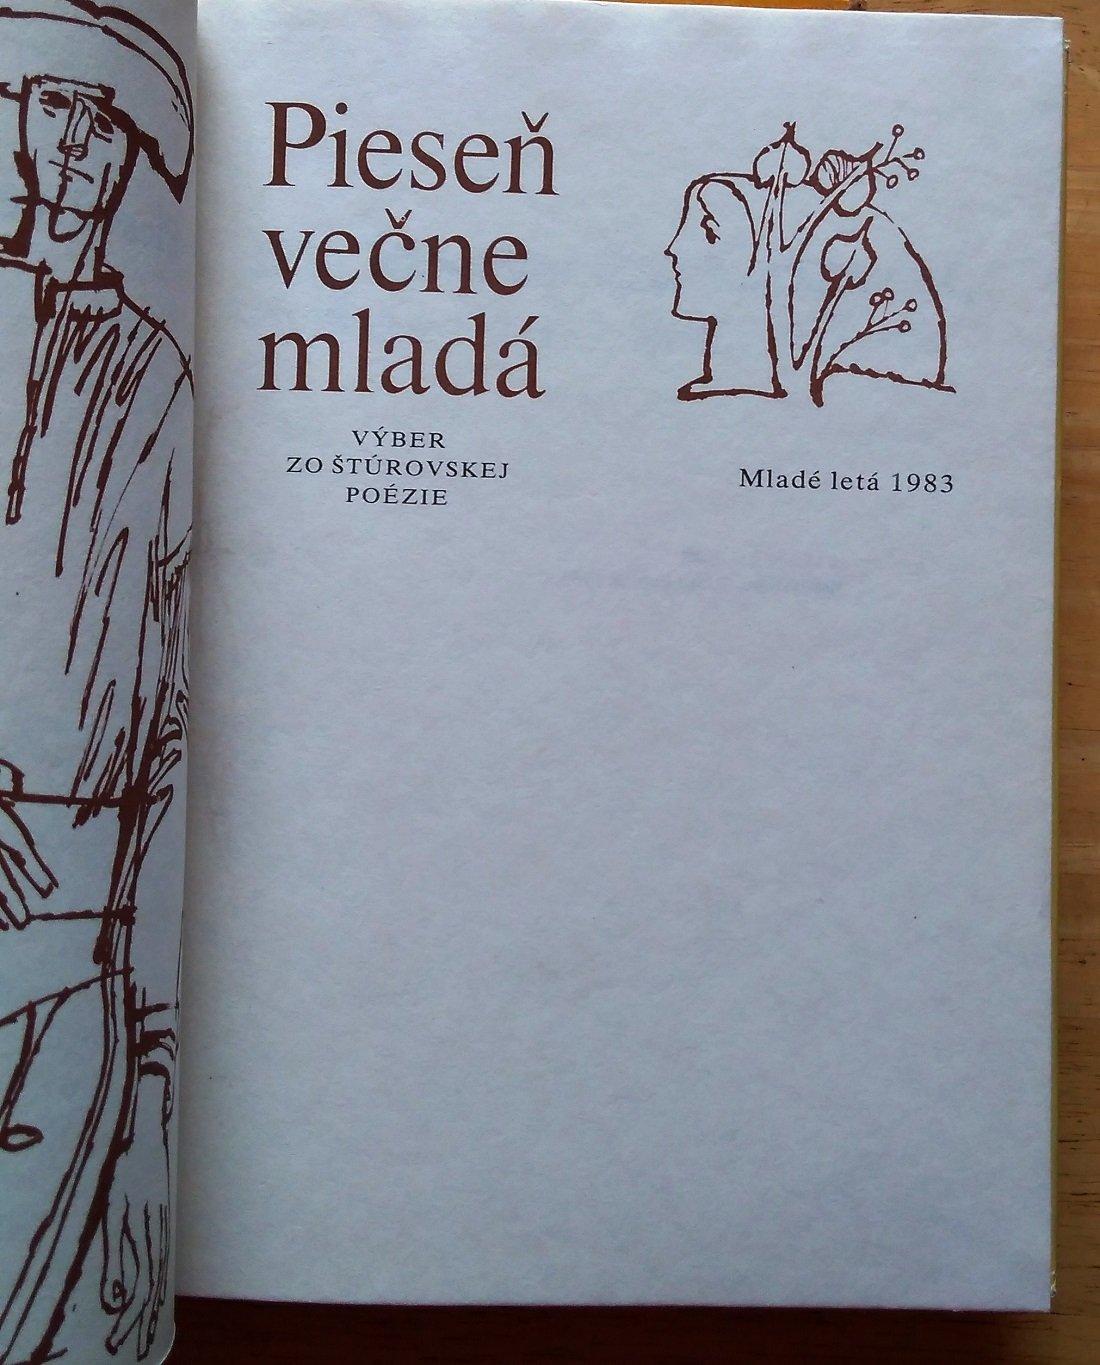 Pieseň
večne
mladá
VÝBER
ZO ŠTÚROVSKEJ
POÉZIE
Mladé letá 1983